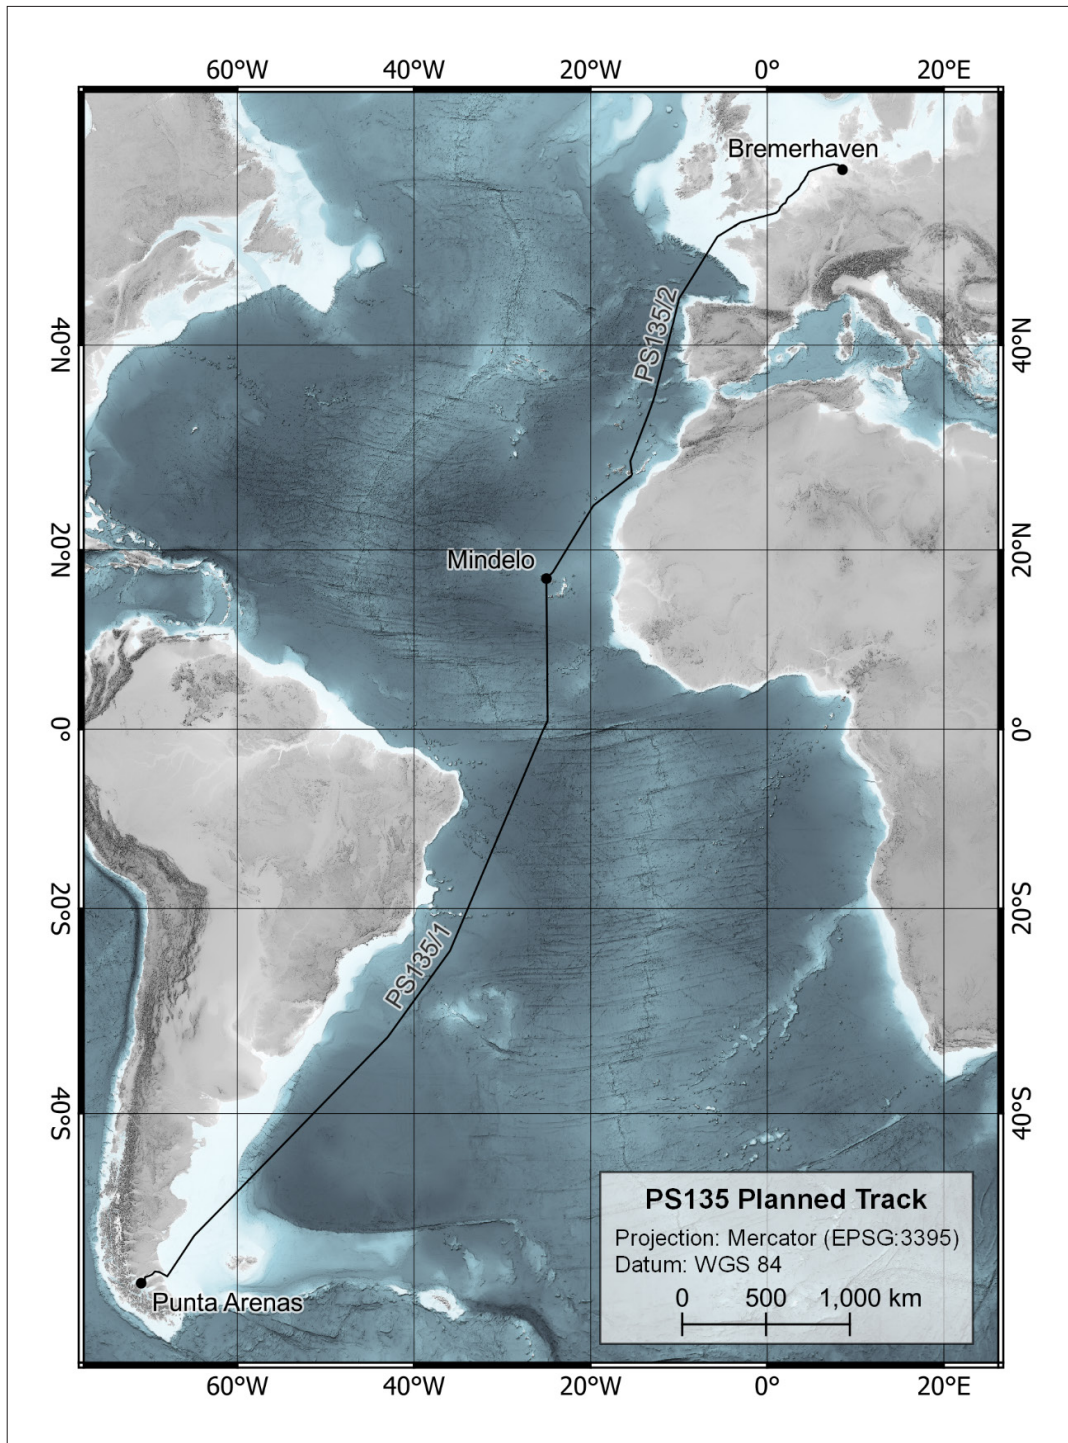 60°W 40°W 20°W 0° 20°E
Bremerhaven
PS135/2
40°N 40°N
Mindelo
20°N 20°N
0° 0°
20°S 20°S
PS135/1
40°S 40°S
PS135 Planned Track
Projection: Mercator (EPSG:3395)
Datum: WGS 84
0 500 1,000 km
Punta Arenas
60°W 40°W 20°W 0° 20°E